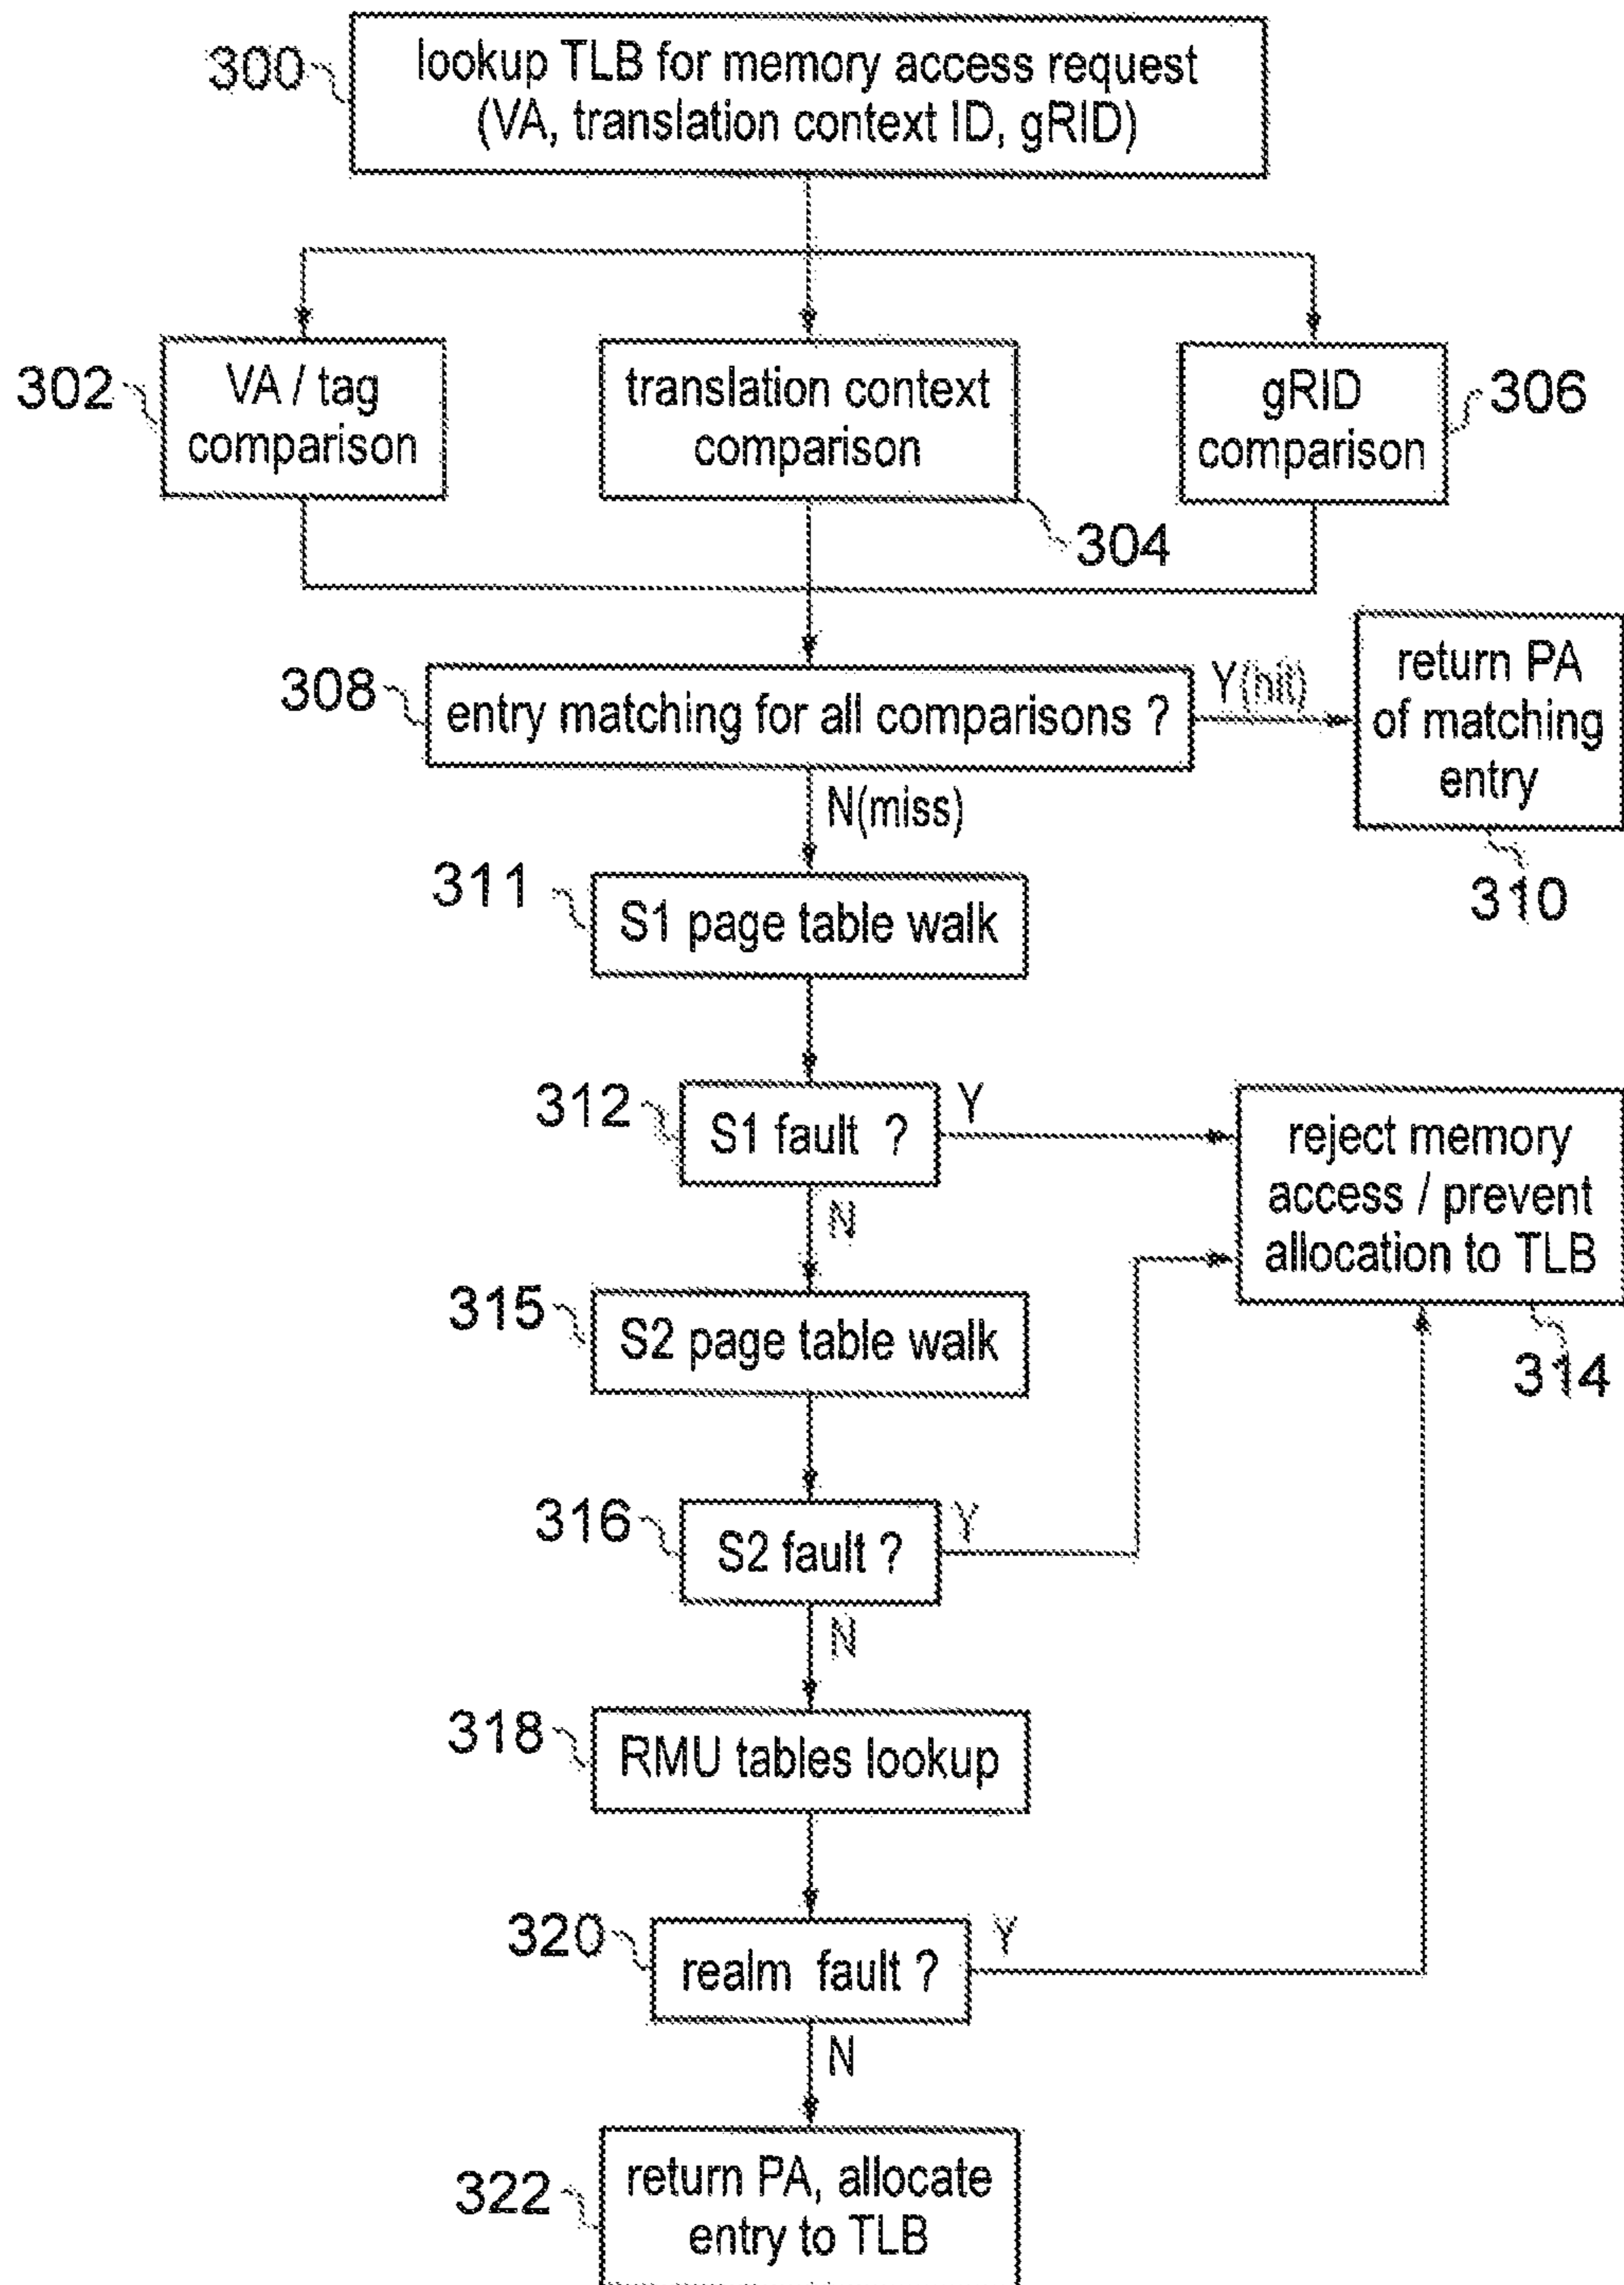 300
lookup TLB for memory access request
(VA, translation context ID, gRID)
302
VA / tag
comparison
translation context
comparison
304
gRID
comparison
306
308
entry matching for all comparisons ?
Y(hit)
return PA
of matching
entry
310
N(miss)
311
S1 page table walk
312
S1 fault ?
Y
N
reject memory
access / prevent
allocation to TLB
314
315
S2 page table walk
316
S2 fault ?
Y
N
318
RMU tables lookup
320
realm fault ?
Y
N
322
return PA, allocate
entry to TLB